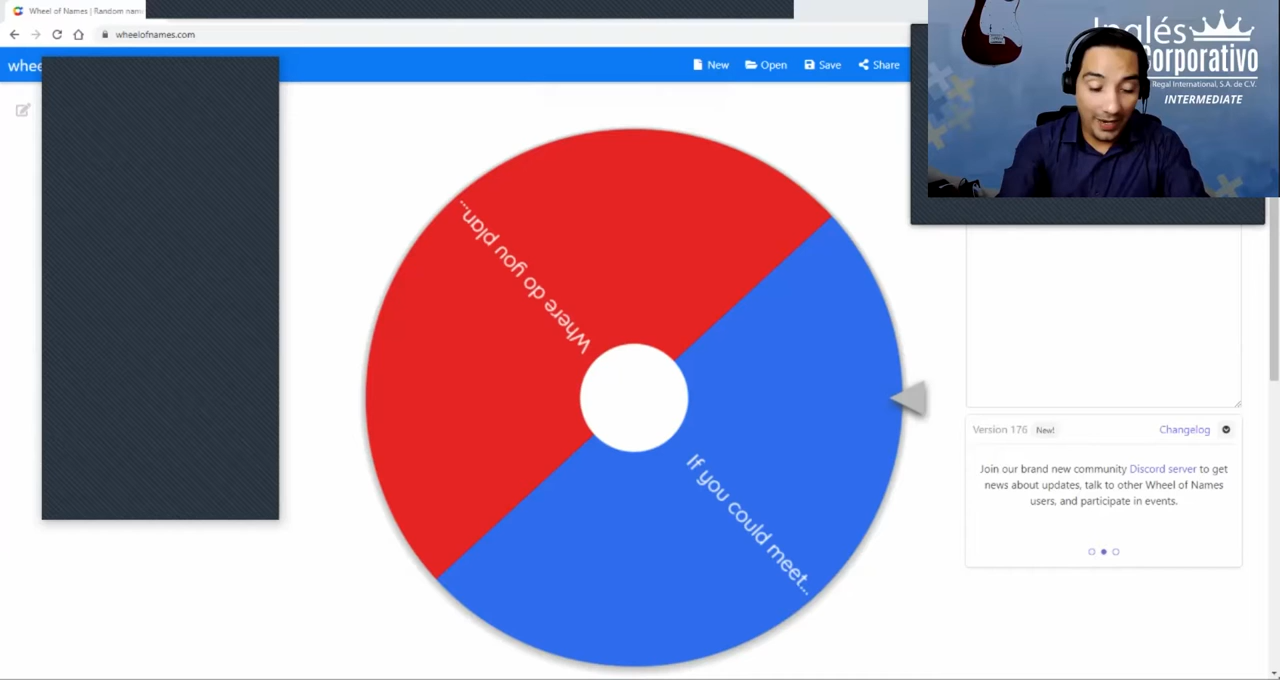 Wheel of Names | Random nam
wheelofnames.com
whee
New
Open
Save
Share
Inglés
Corporativo
Regal International, S.A. de C.V.
INTERMEDIATE
Where do you plan...
If you could meet...
Version 176
New!
Changelog
Join our brand new community Discord server to get
news about updates, talk to other Wheel of Names
users, and participate in events.